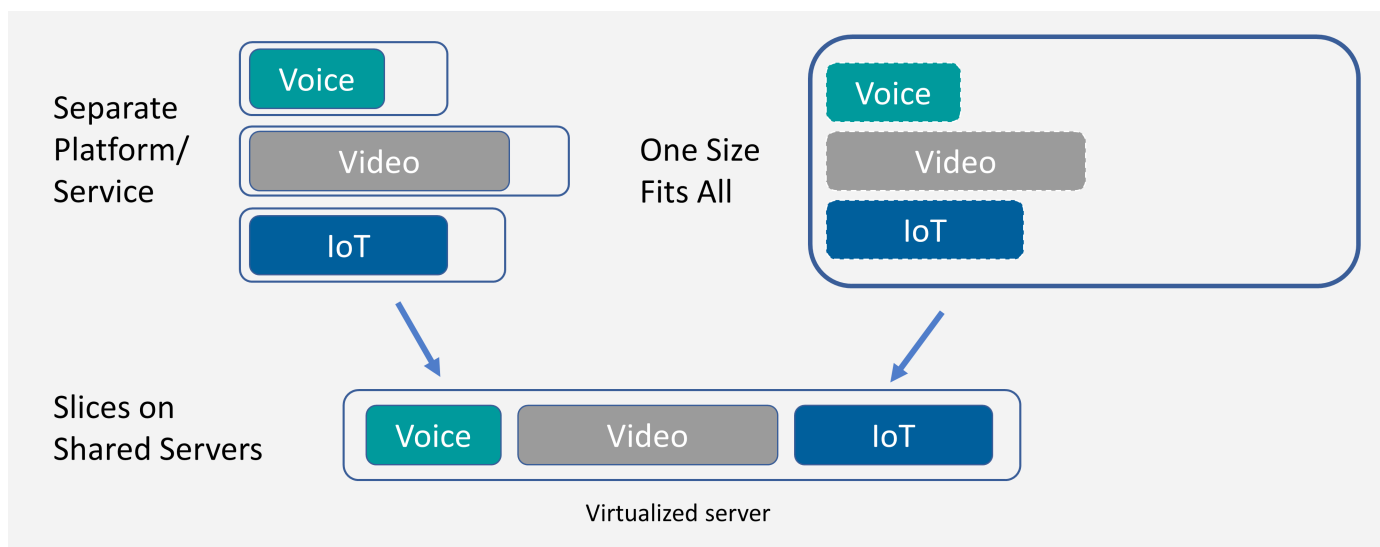 Separate
Platform/
Service
Voice
Video
IoT
One Size
Fits All
Voice
Video
IoT
Slices on
Shared Servers
Voice
Video
IoT
Virtualized server